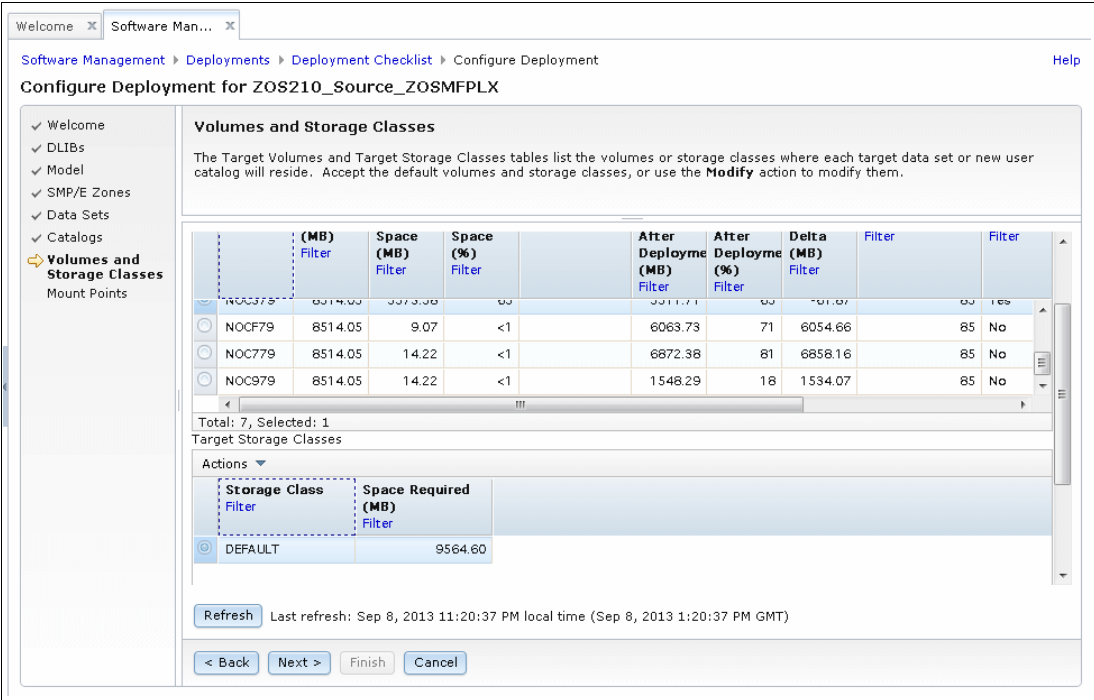 Welcome X Software Man... X
Software Management Deployments Deployment Checklist Configure Deployment Help
Configure Deployment for ZOS210_Source_ZOSMFPLX
Welcome
DLIBs
Model
SMP/E Zones
Data Sets
Catalogs
Volumes and
Storage Classes
Mount Points
Volumes and Storage Classes
The Target Volumes and Target Storage Classes tables list the volumes or storage classes where each target data set or new user
catalog will reside. Accept the default volumes and storage classes, or use the Modify action to modify them.
(MB) Space Space After After Delta Filter Filter
Filter (MB) (%) Deployme Deployme (MB)
Filter Filter (MB) (%) Filter
Filter Filter
NOCF79 8514.05 9.07 <1 6063.73 71 6054.66 85 No
NOC779 8514.05 14.22 <1 6872.38 81 6858.16 85 No
NOC979 8514.05 14.22 <1 1548.29 18 1534.07 85 No
Total: 7, Selected: 1
Target Storage Classes
Actions
Storage Class Space Required
Filter (MB)
Filter
DEFAULT 9564.60
Refresh Last refresh: Sep 8, 2013 11:20:37 PM local time (Sep 8, 2013 1:20:37 PM GMT)
< Back Next > Finish Cancel